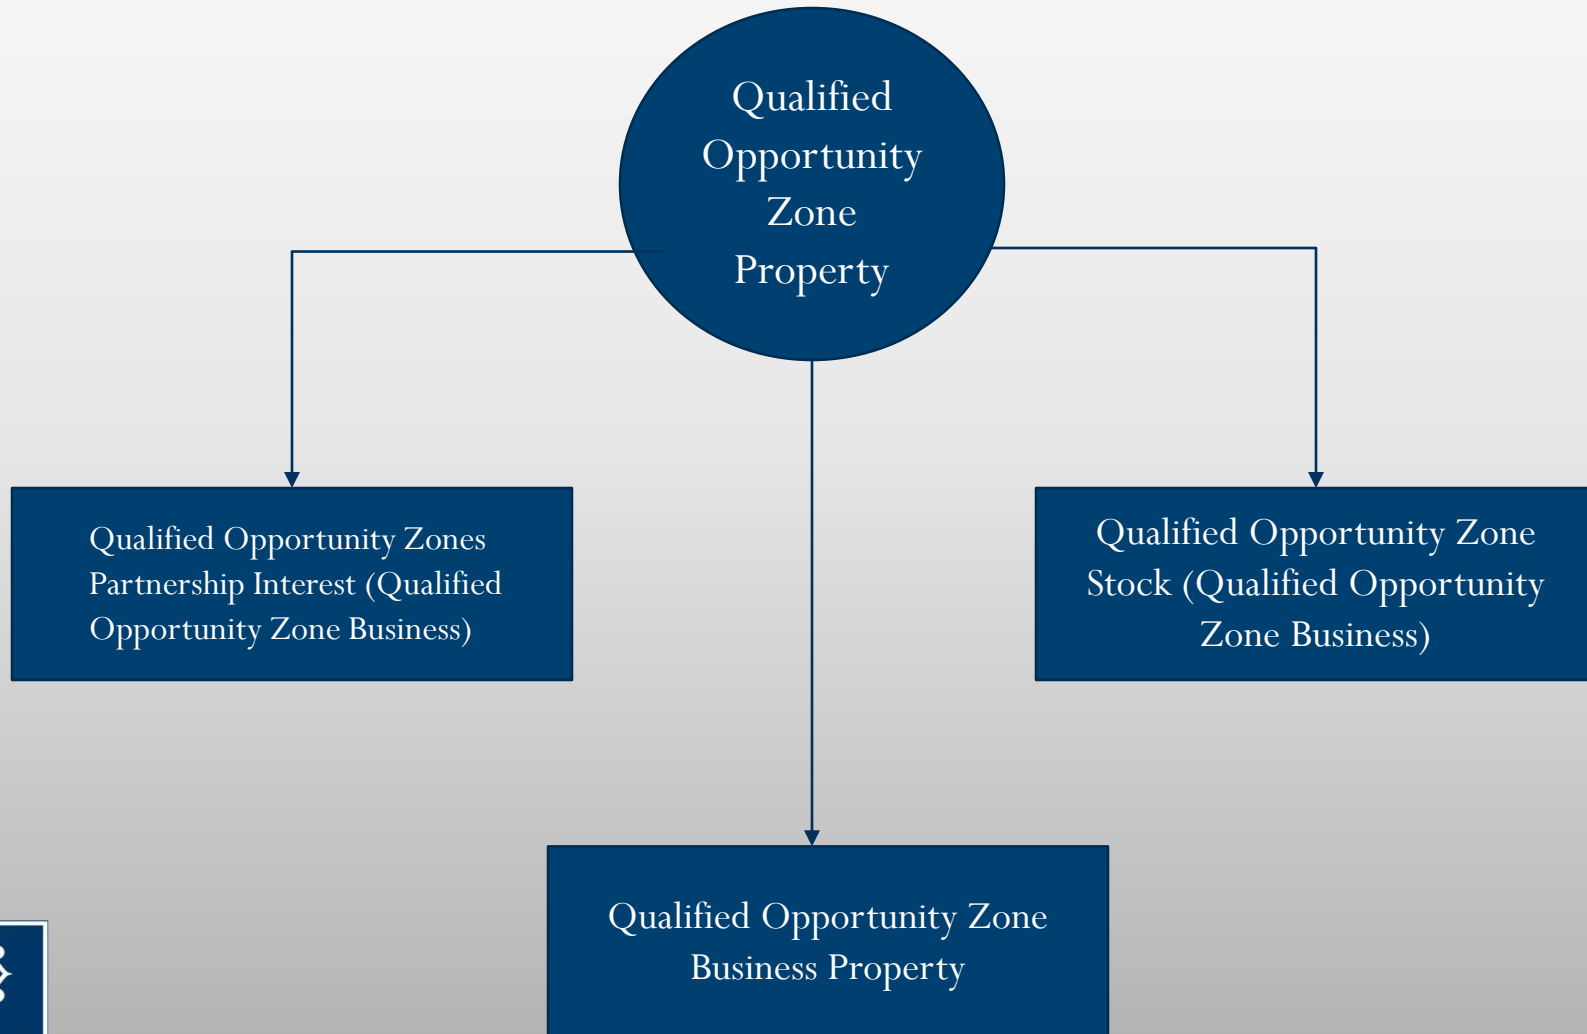 Qualified
Opportunity
Zone
Property
Qualified Opportunity Zones
Partnership Interest (Qualified
Opportunity Zone Business)
Qualified Opportunity Zone
Stock (Qualified Opportunity
Zone Business)
Qualified Opportunity Zone
Business Property